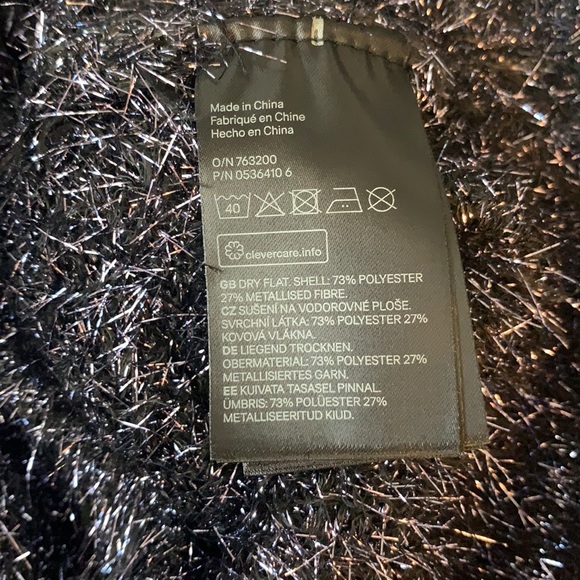 Made in China
Fabriqué en Chine
Hecho en China
O/N 763200
P/N 0536410 6
40
clevercare.info
GB DRY FLAT. SHELL: 73% POLYESTER
27% METALLISED FIBRE.
CZ SUŠENÍ NA VODOROVNÉ PLOŠE.
SVRCHNÍ LÁTKA: 73% POLYESTER 27%
KOVOVÁ VLÁKNA.
DE LIEGEND TROCKNEN.
OBERMATERIAL: 73% POLYESTER 27%
METALLISIERTES GARN.
EE KUIVATA TASASEL PINNAL.
ÜMBRIS: 73% POLÜESTER 27%
METALLISEERITUD KIUD.